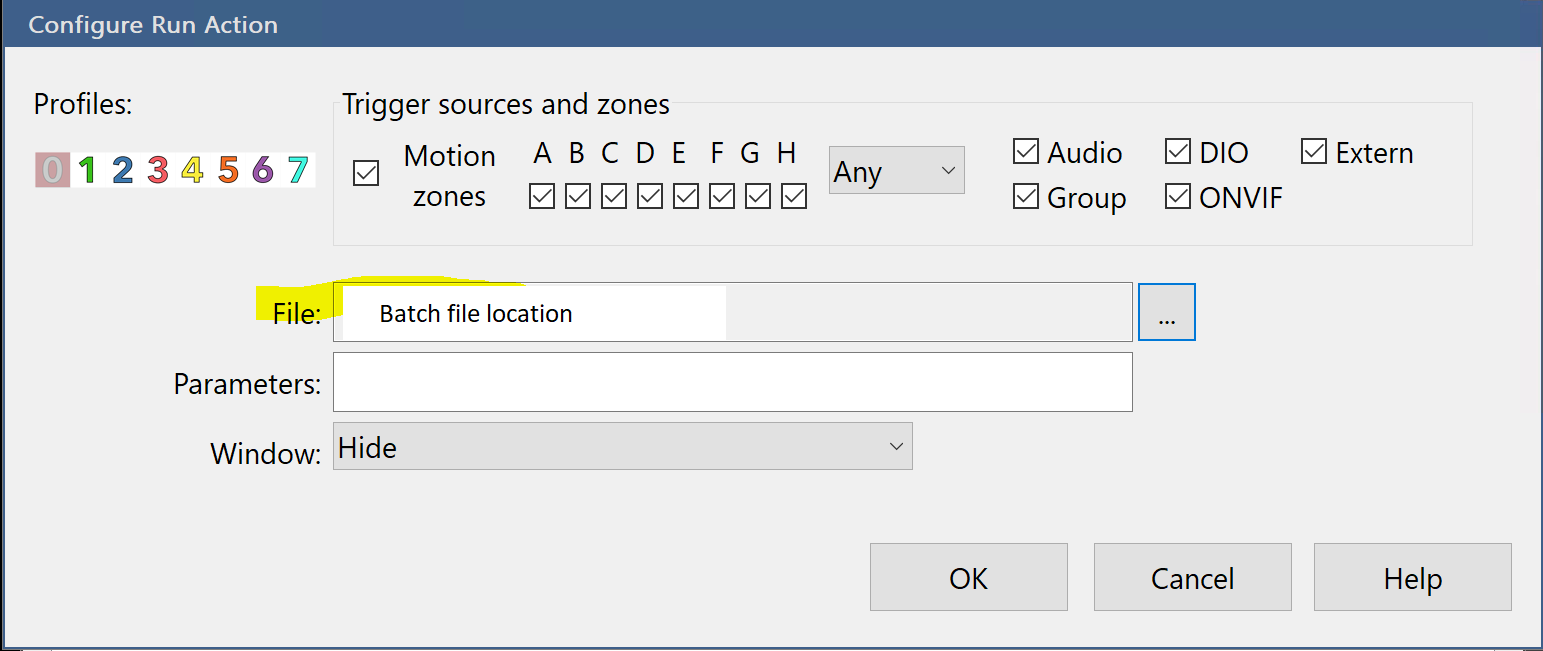 Configure Run Action
Profiles:
0 1 2 3 4 5 6 7
Trigger sources and zones
Motion zones
A B C D E F G H
Any
Audio
DIO
Extern
Group
ONVIF
File:
Batch file location
...
Parameters:
Window:
Hide
OK
Cancel
Help